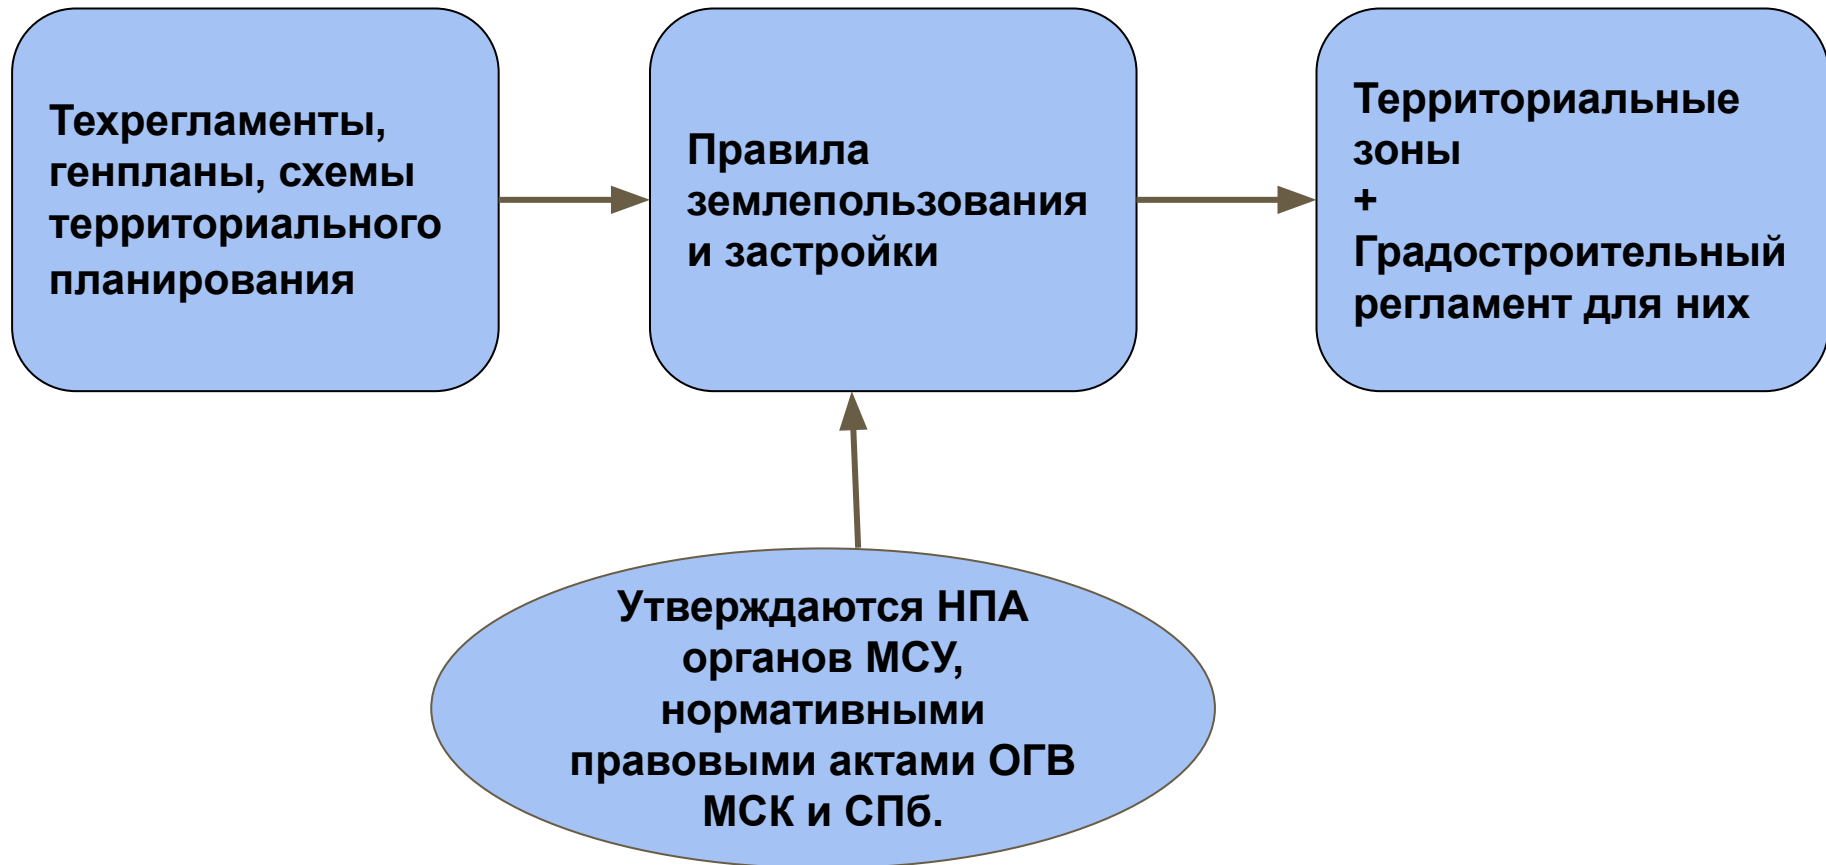 Техрегламенты,
генпланы, схемы
территориального
планирования
Правила
землепользования
и застройки
Территориальные
зоны
+
Градостроительный
регламент для них
Утверждаются НПА
органов МСУ,
нормативными
правовыми актами ОГВ
МСК и СПб.